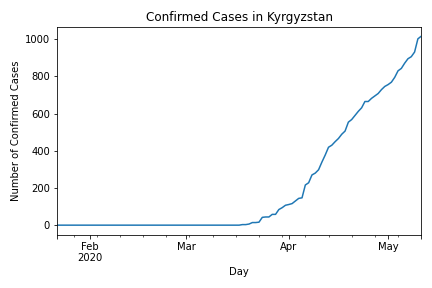 Confirmed Cases in Kyrgyzstan
Number of Confirmed Cases
1000
800
600
400
200
0
Feb
2020
Mar
Apr
May
Day